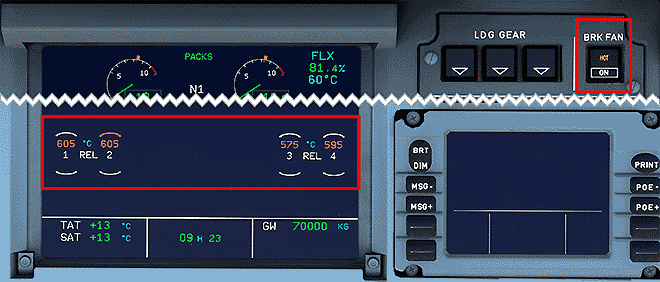 PACKS
FLX
81.4%
60°C
5 10
5 10
N1
LDG GEAR
BRK FAN
HOT
ON
605 °C 605
1 REL 2
575 °C 595
3 REL 4
TAT +13 °C
SAT +13 °C
09 H 23
GW 70000 KG
BRT
DIM
MSG-
MSG+
PRINT
POE-
POE+